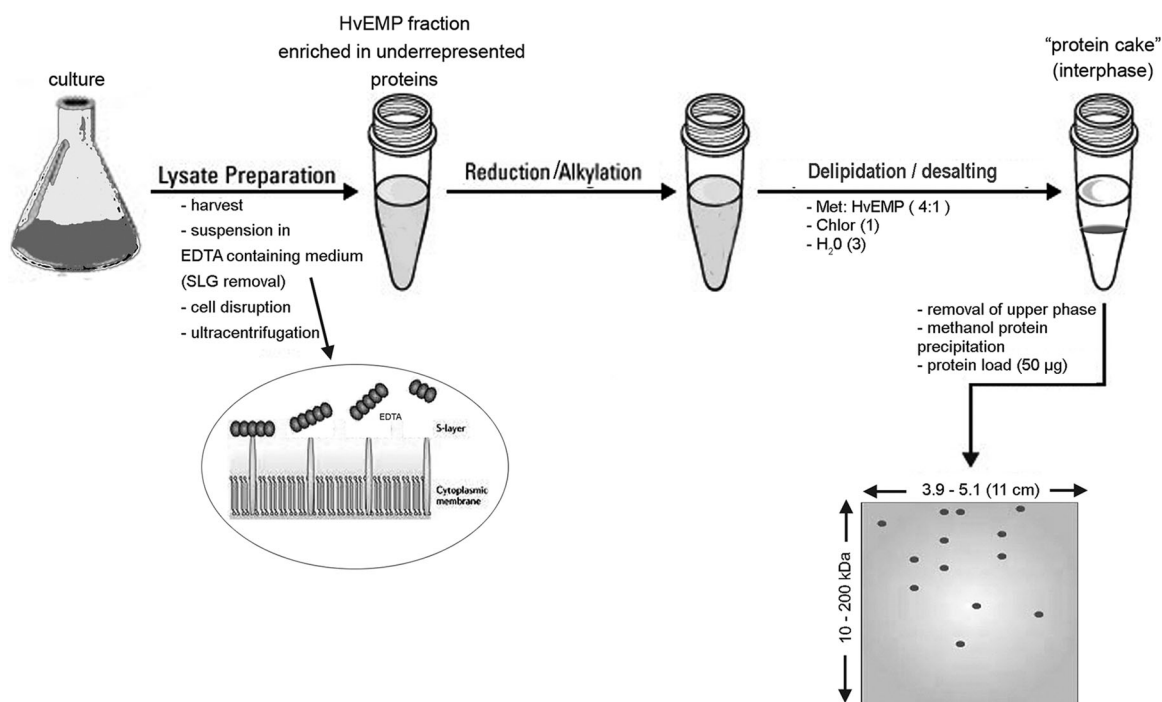 culture
HvEMP fraction
enriched in underrepresented
proteins
"protein cake"
(interphase)
Lysate Preparation
- harvest
- suspension in
EDTA containing medium
(SLG removal)
- cell disruption
- ultracentrifugation
Reduction/Alkylation
Delipidation / desalting
- Met: HvEMP ( 4:1 )
- Chlor (1)
- H₂0 (3)
- removal of upper phase
- methanol protein
precipitation
- protein load (50 µg)
EDTA
S-layer
Cytoplasmic
membrane
3.9 - 5.1 (11 cm)
10 - 200 kDa